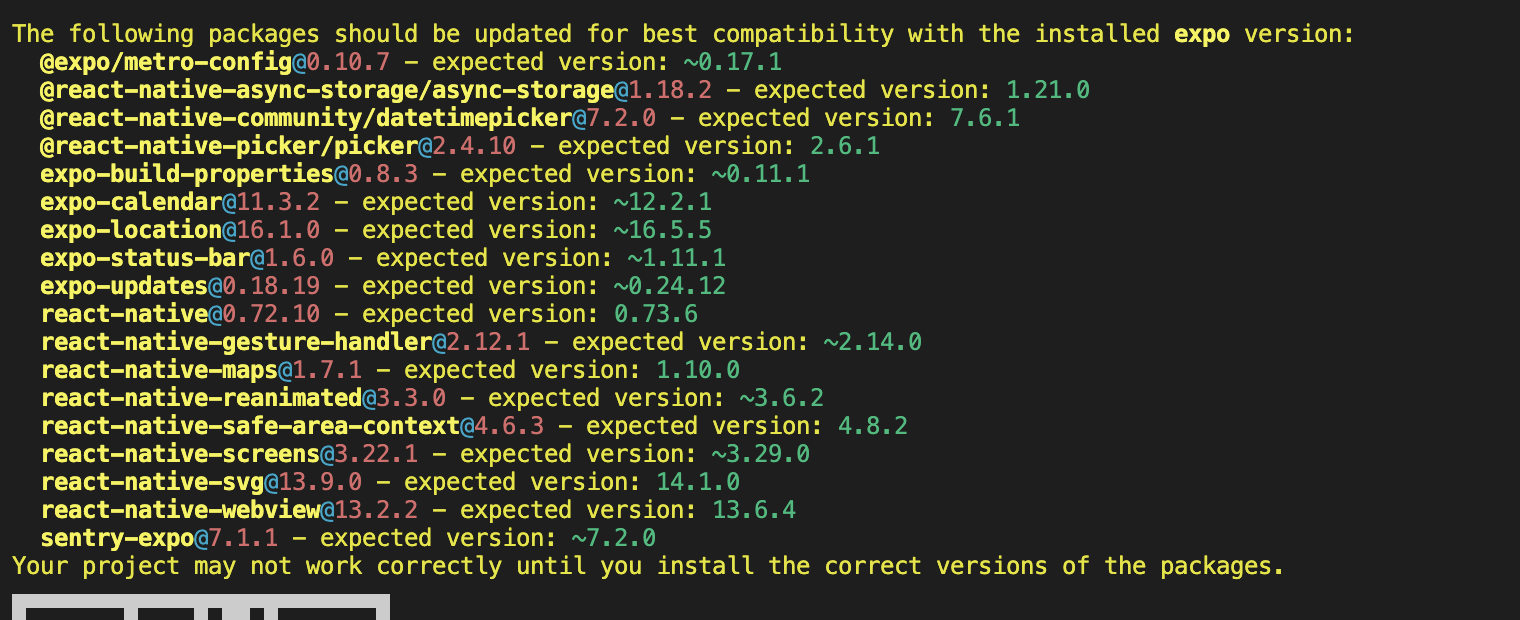 The following packages should be updated for best compatibility with the installed expo version:
@expo/metro-config@0.10.7 – expected version: ~0.17.1
@react-native-async-storage/async-storage@1.18.2 – expected version: 1.21.0
@react-native-community/datetimepicker@7.2.0 – expected version: 7.6.1
@react-native-picker/picker@2.4.10 – expected version: 2.6.1
expo-build-properties@0.8.3 – expected version: ~0.11.1
expo-calendar@11.3.2 – expected version: ~12.2.1
expo-location@16.1.0 – expected version: ~16.5.5
expo-status-bar@1.6.0 – expected version: ~1.11.1
expo-updates@0.18.19 – expected version: ~0.24.12
react-native@0.72.10 – expected version: 0.73.6
react-native-gesture-handler@2.12.1 – expected version: ~2.14.0
react-native-maps@1.7.1 – expected version: 1.10.0
react-native-reanimated@3.3.0 – expected version: ~3.6.2
react-native-safe-area-context@4.6.3 – expected version: 4.8.2
react-native-screens@3.22.1 – expected version: ~3.29.0
react-native-svg@13.9.0 – expected version: 14.1.0
react-native-webview@13.2.2 – expected version: 13.6.4
sentry-expo@7.1.1 – expected version: ~7.2.0
Your project may not work correctly until you install the correct versions of the packages.